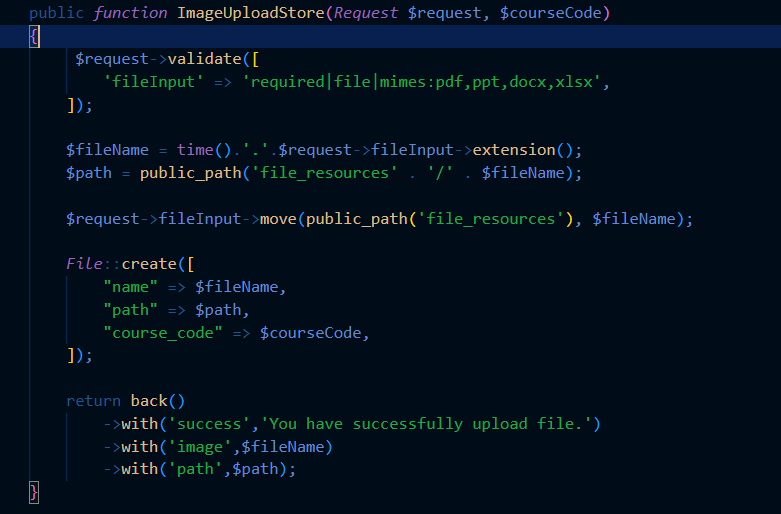 public function ImageUploadStore(Request $request, $courseCode)
{
$request->validate([
'fileInput' => 'required|file|mimes:pdf,ppt,docx,xlsx',
]);
$fileName = time().'.'.$request->fileInput->extension();
$path = public_path('file_resources' . '/' . $fileName);
$request->fileInput->move(public_path('file_resources'), $fileName);
File::create([
"name" => $fileName,
"path" => $path,
"course_code" => $courseCode,
]);
return back()
->with('success','You have successfully upload file.')
->with('image',$fileName)
->with('path',$path);
}